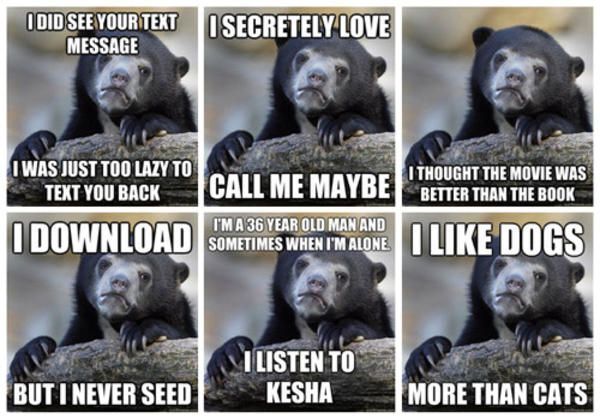 I DID SEE YOUR TEXT
MESSAGE
I WAS JUST TOO LAZY TO
TEXT YOU BACK
I SECRETELY LOVE
CALL ME MAYBE
I THOUGHT THE MOVIE WAS
BETTER THAN THE BOOK
I DOWNLOAD
BUT I NEVER SEED
I'M A 36 YEAR OLD MAN AND
SOMETIMES WHEN I'M ALONE.
I LISTEN TO
KESHA
I LIKE DOGS
MORE THAN CATS